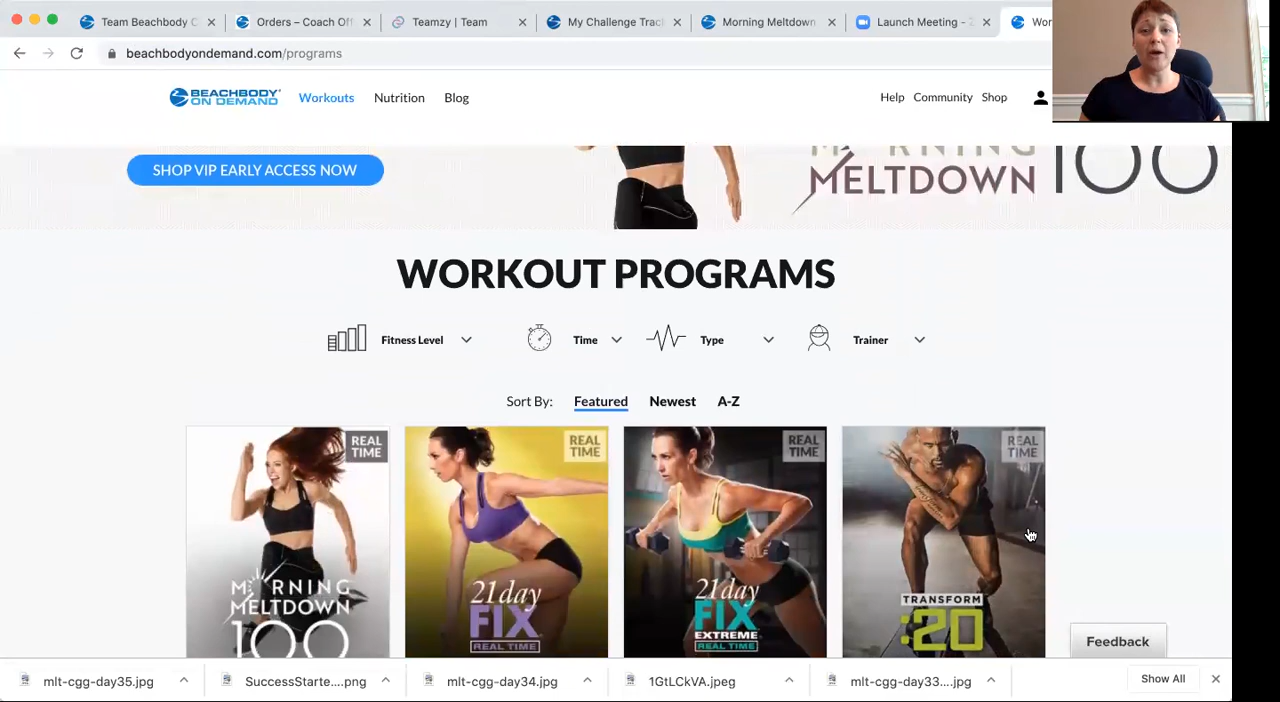 Team Beachbody C
Orders – Coach Off
Teamzy | Team
My Challenge Trac
Morning Meltdown
Launch Meeting - Z
Wor
beachbodyondemand.com/programs
BEACHBODY
ON DEMAND
Workouts
Nutrition
Blog
Help
Community
Shop
SHOP VIP EARLY ACCESS NOW
MORNING
MELTDOWN 100
WORKOUT PROGRAMS
Fitness Level
Time
Type
Trainer
Sort By:
Featured
Newest
A-Z
REAL
TIME
MORNING
MELTDOWN
100
REAL
TIME
21 day
FIX
REAL TIME
REAL
TIME
21 day
FIX
EXTREME
REAL TIME
REAL
TIME
TRANSFORM
:20
Feedback
mlt-cgg-day35.jpg
SuccessStarte....png
mlt-cgg-day34.jpg
1GtLCkVA.jpeg
mlt-cgg-day33....jpg
Show All